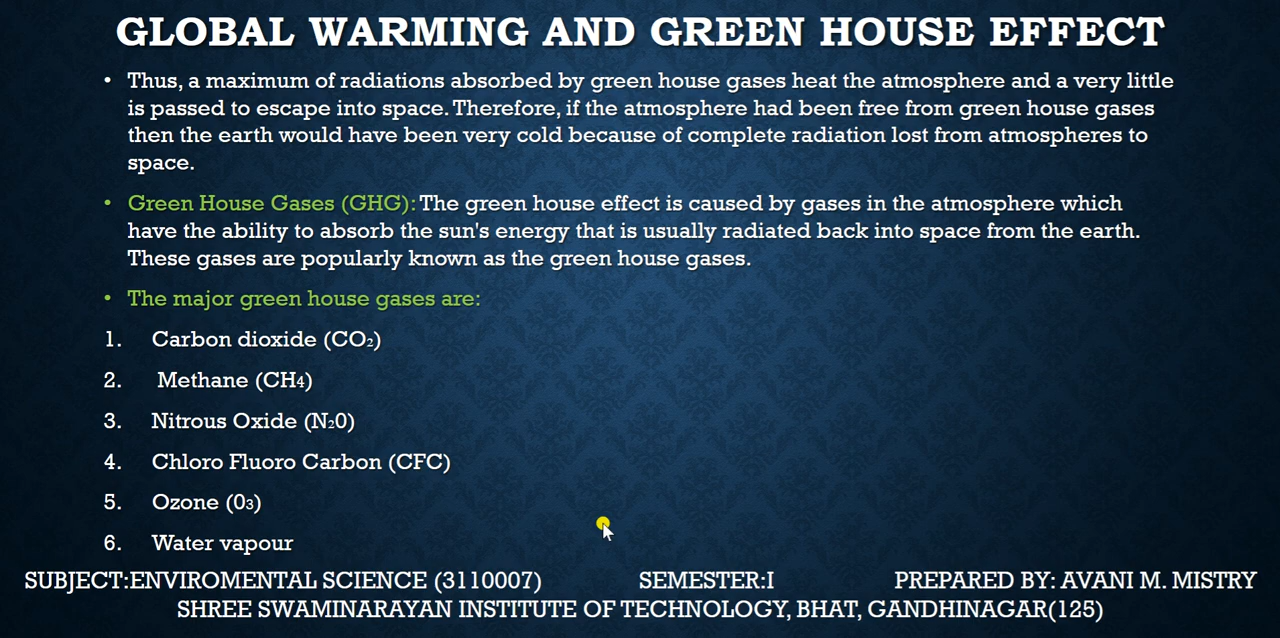 GLOBAL WARMING AND GREEN HOUSE EFFECT
• Thus, a maximum of radiations absorbed by green house gases heat the atmosphere and a very little
is passed to escape into space. Therefore, if the atmosphere had been free from green house gases
then the earth would have been very cold because of complete radiation lost from atmospheres to
space.
• Green House Gases (GHG): The green house effect is caused by gases in the atmosphere which
have the ability to absorb the sun's energy that is usually radiated back into space from the earth.
These gases are popularly known as the green house gases.
• The major green house gases are:
1. Carbon dioxide (CO₂)
2. Methane (CH₄)
3. Nitrous Oxide (N₂0)
4. Chloro Fluoro Carbon (CFC)
5. Ozone (0₃)
6. Water vapour
SUBJECT:ENVIROMENTAL SCIENCE (3110007) SEMESTER:I PREPARED BY: AVANI M. MISTRY
SHREE SWAMINARAYAN INSTITUTE OF TECHNOLOGY, BHAT, GANDHINAGAR(125)